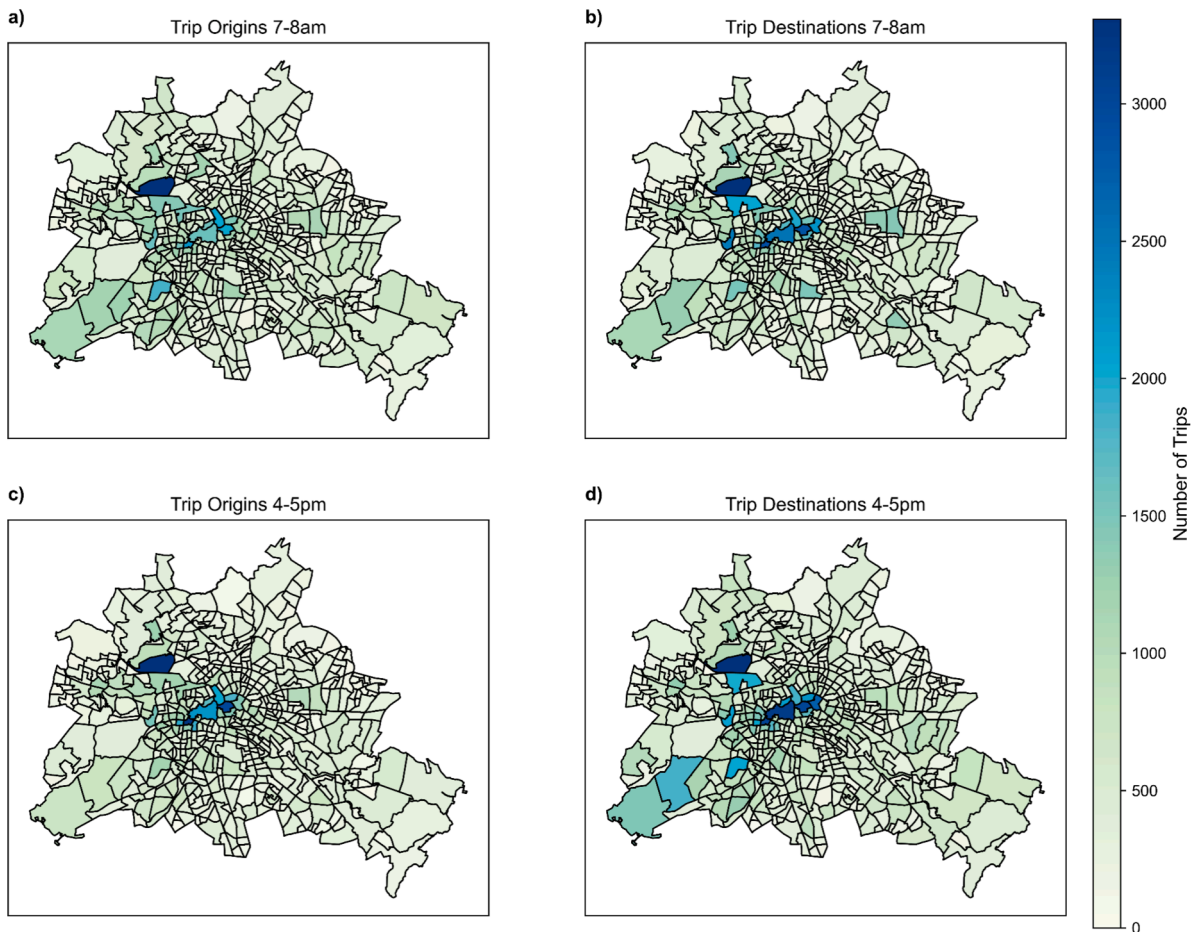 a)
Trip Origins 7-8am
b)
Trip Destinations 7-8am
c)
Trip Origins 4-5pm
d)
Trip Destinations 4-5pm
3000
2500
2000
1500
1000
500
0
Number of Trips